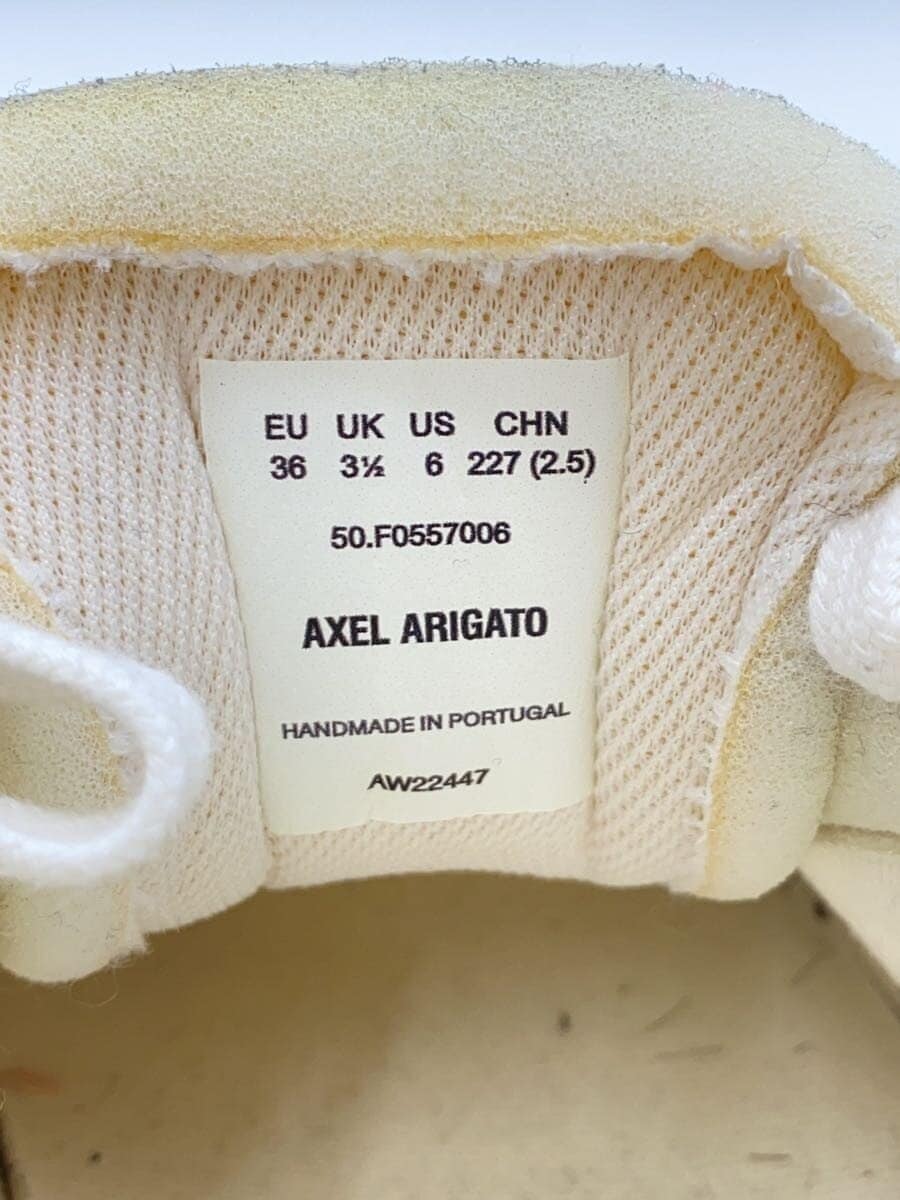 EU UK US CHN
36 3½ 6 227 (2.5)
50.F0557006
AXEL ARIGATO
HANDMADE IN PORTUGAL
AW22447